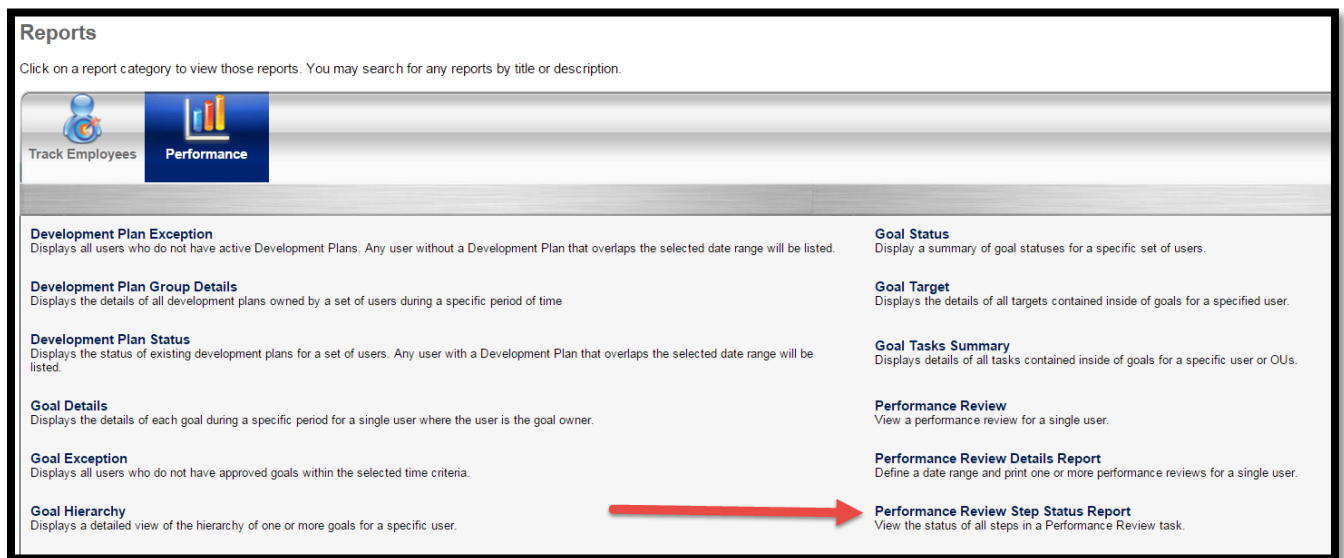 Reports
Click on a report category to view those reports. You may search for any reports by title or description.
Track Employees
Performance
Development Plan Exception
Displays all users who do not have active Development Plans. Any user without a Development Plan that overlaps the selected date range will be listed.
Development Plan Group Details
Displays the details of all development plans owned by a set of users during a specific period of time
Development Plan Status
Displays the status of existing development plans for a set of users. Any user with a Development Plan that overlaps the selected date range will be
listed.
Goal Details
Displays the details of each goal during a specific period for a single user where the user is the goal owner.
Goal Exception
Displays all users who do not have approved goals within the selected time criteria.
Goal Hierarchy
Displays a detailed view of the hierarchy of one or more goals for a specific user.
Goal Status
Display a summary of goal statuses for a specific set of users.
Goal Target
Displays the details of all targets contained inside of goals for a specified user.
Goal Tasks Summary
Displays details of all tasks contained inside of goals for a specific user or OUs.
Performance Review
View a performance review for a single user.
Performance Review Details Report
Define a date range and print one or more performance reviews for a single user.
Performance Review Step Status Report
View the status of all steps in a Performance Review task.